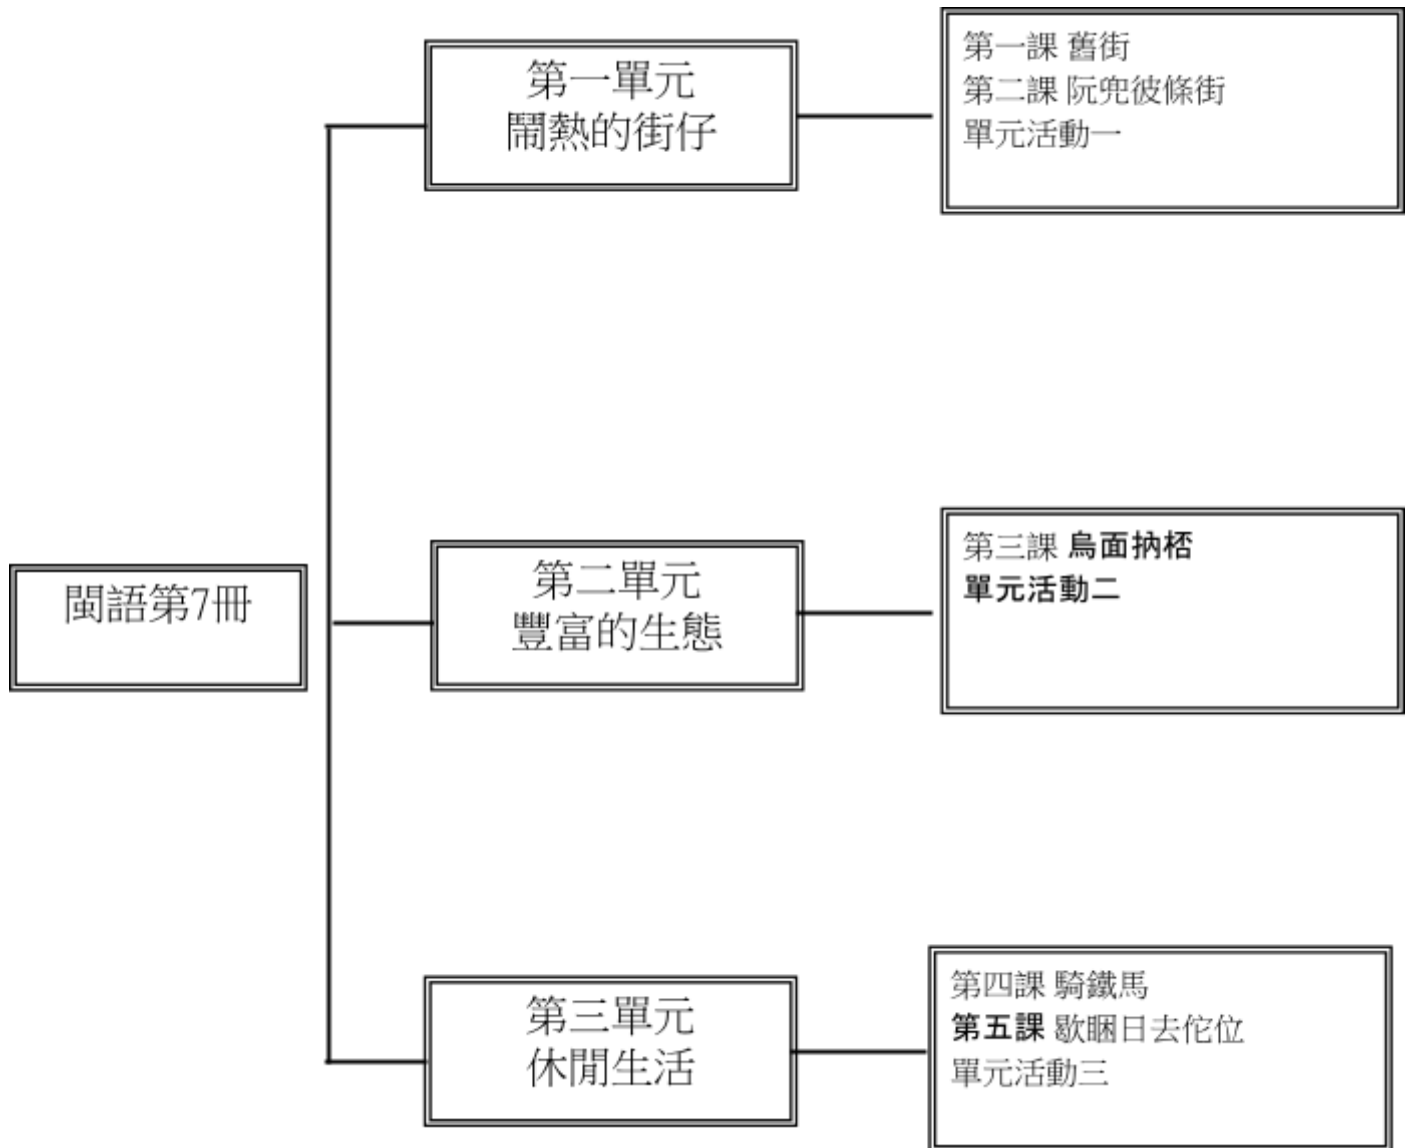 閩語第7冊
第一單元
鬧熱的街仔
第一課 舊街
第二課 阮兜彼條街
單元活動一
第二單元
豐富的生態
第三課 烏面抐桮
單元活動二
第三單元
休閒生活
第四課 騎鐵馬
第五課 歇睏日去佗位
單元活動三